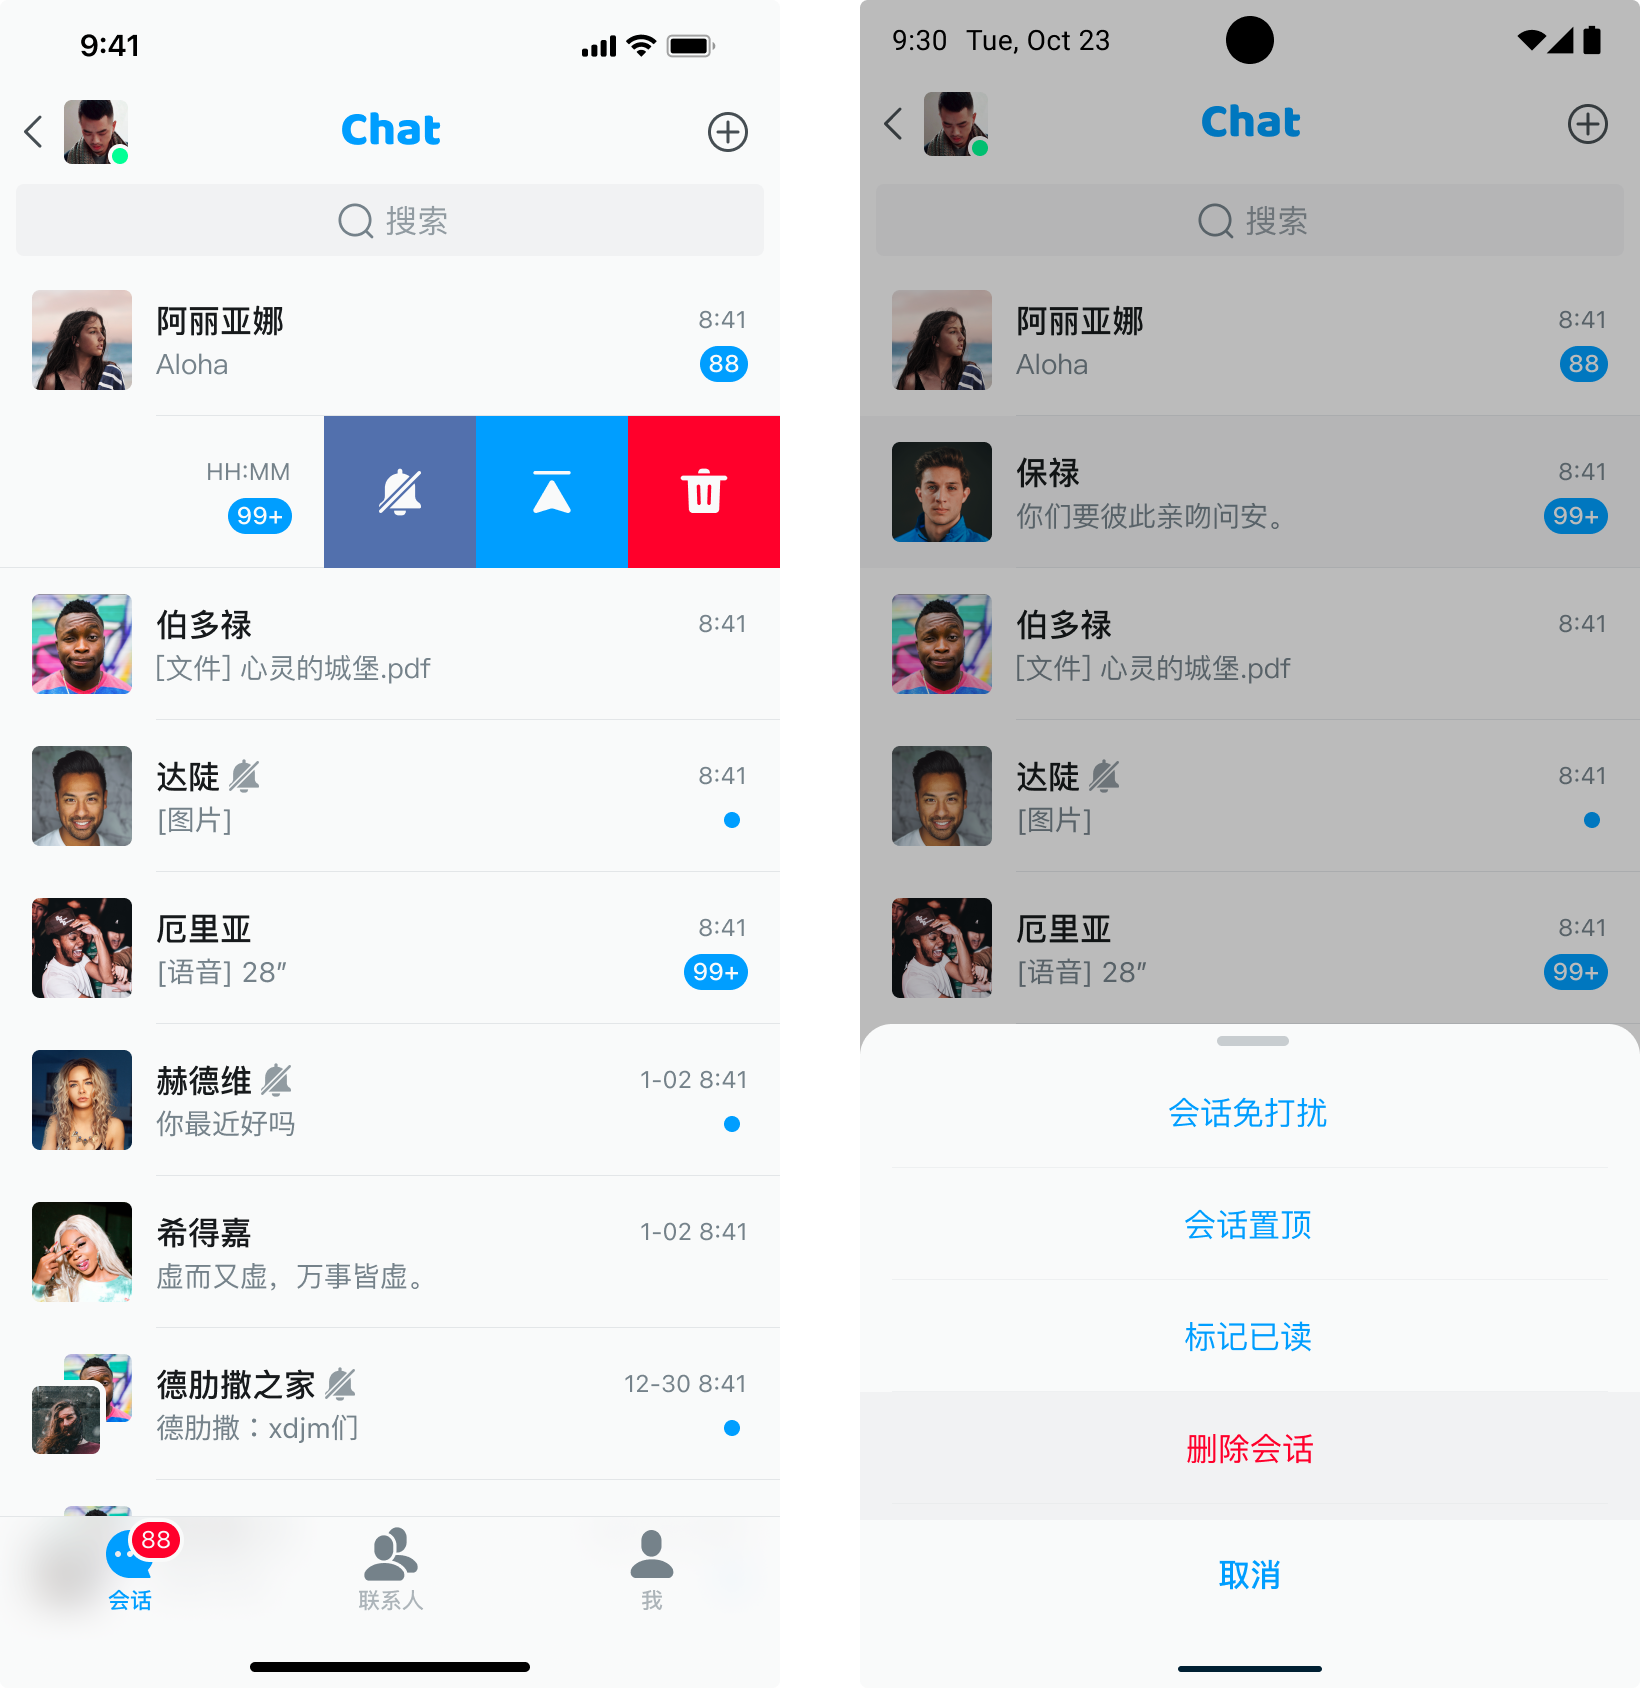 9:41
Chat
搜索
阿丽亚娜
8:41
Aloha
88
HH:MM
99+
伯多禄
8:41
[文件] 心灵的城堡.pdf
达陡
8:41
[图片]
厄里亚
8:41
[语音] 28”
99+
赫德维
1-02 8:41
你最近好吗
希得嘉
1-02 8:41
虚而又虚，万事皆虚。
德肋撒之家
12-30 8:41
德肋撒：xdjm们
88
会话
联系人
我
9:30 Tue, Oct 23
Chat
搜索
阿丽亚娜
8:41
Aloha
88
保禄
8:41
你们要彼此亲吻问安。
99+
伯多禄
8:41
[文件] 心灵的城堡.pdf
达陡
8:41
[图片]
厄里亚
8:41
[语音] 28”
99+
会话免打扰
会话置顶
标记已读
删除会话
取消